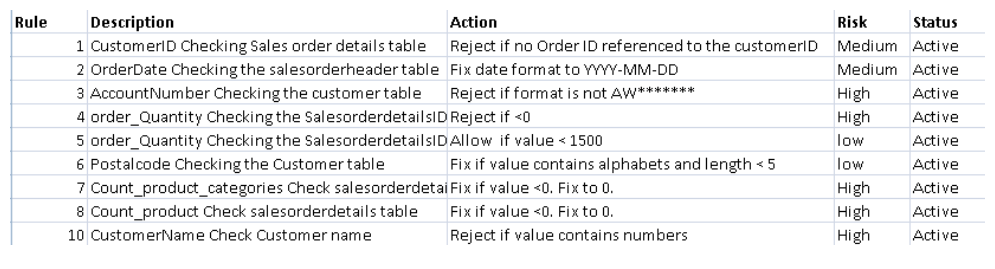 Rule Description Action Risk Status
1 CustomerID Checking Sales order details table Reject if no Order ID referenced to the customerID Medium Active
2 OrderDate Checking the salesorderheader table Fix date format to YYYY-MM-DD Medium Active
3 AccountNumber Checking the customer table Reject if format is not AW******* High Active
4 order_Quantity Checking the SalesorderdetailsID Reject if <0 High Active
5 order_Quantity Checking the SalesorderdetailsID Allow if value < 1500 low Active
6 Postalcode Checking the Customer table Fix if value contains alphabets and length < 5 low Active
7 Count_product_categories Check salesorderdetai Fix if value <0. Fix to 0. High Active
8 Count_product Check salesorderdetails table Fix if value <0. Fix to 0. High Active
10 CustomerName Check Customer name Reject if value contains numbers High Active